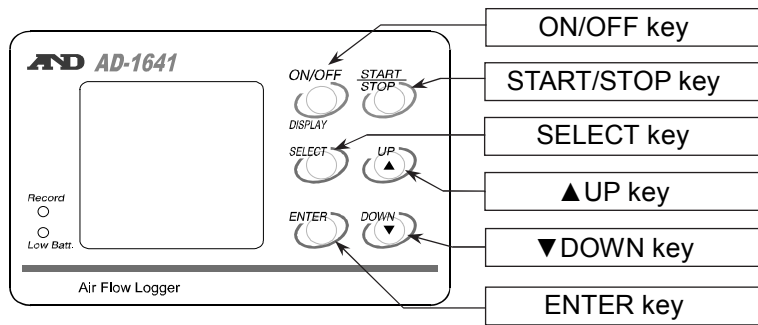 AND AD-1641
ON/OFF
DISPLAY
START
STOP
SELECT
UP
▲
ENTER
DOWN
▼
Record
Low Batt.
Air Flow Logger
ON/OFF key
START/STOP key
SELECT key
▲UP key
▼DOWN key
ENTER key